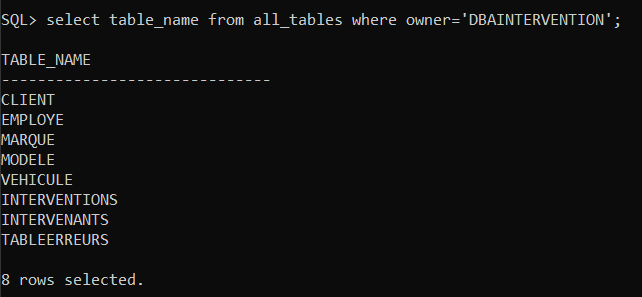 SQL> select table_name from all_tables where owner='DBAINTERVENTION';
TABLE_NAME
------------------------------
CLIENT
EMPLOYE
MARQUE
MODELE
VEHICULE
INTERVENTIONS
INTERVENANTS
TABLEERREURS
8 rows selected.